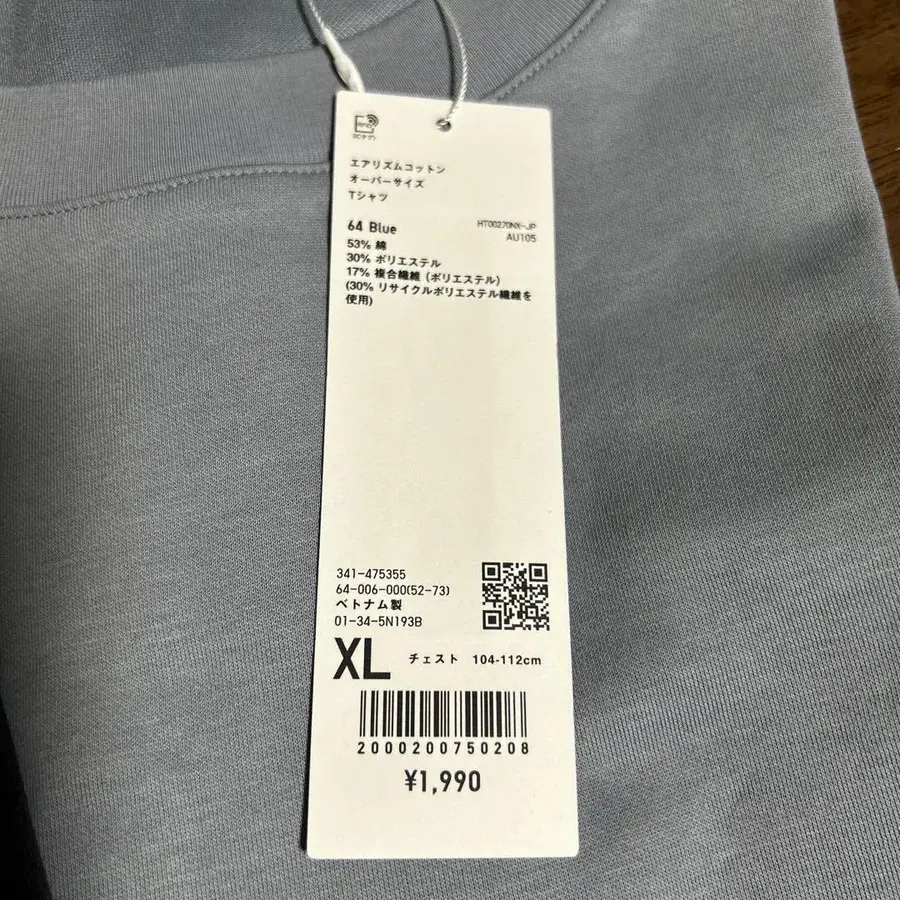 エアリズムコットン
オーバーサイズ
Tシャツ
64 Blue
HT00270NX-JP
AU105
53% 綿
30% ポリエステル
17% 複合繊維 (ポリエステル)
(30% リサイクルポリエステル繊維を
使用)
341-475355
64-006-000(52-73)
ベトナム製
01-34-5N193B
XL チェスト 104-112cm
2000200750208
¥1,990